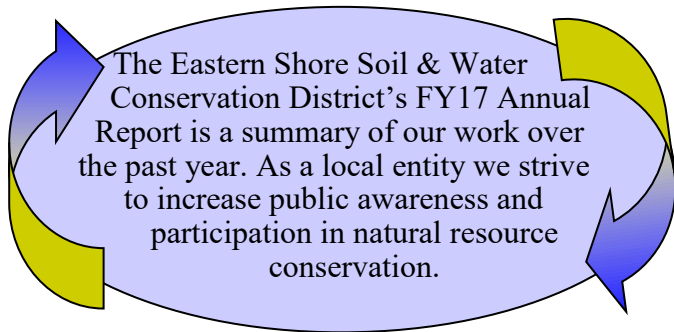 The Eastern Shore Soil & Water
Conservation District’s FY17 Annual
Report is a summary of our work over
the past year. As a local entity we strive
to increase public awareness and
participation in natural resource
conservation.